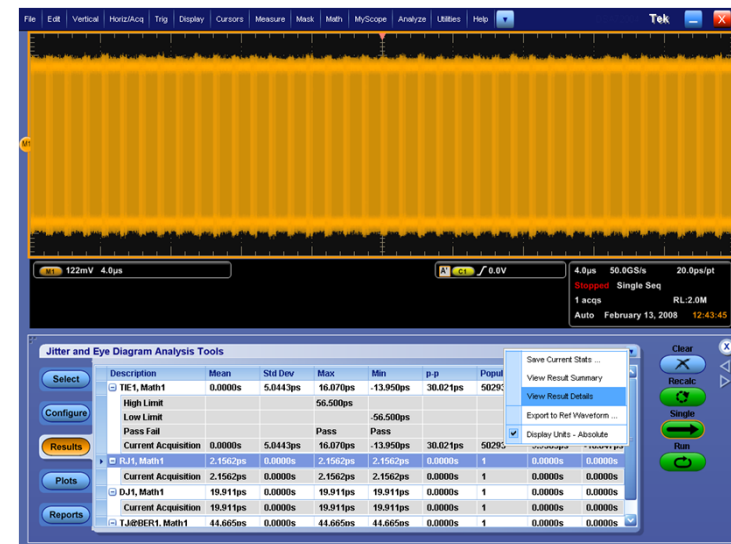 File Edit Vertical Horiz/Acq Trig Display Cursors Measure Mask Math MyScope Analyze Utilities Help Tek X
M1
M1 122mV 4.0µs
A' C1 0.0V
4.0µs 50.0GS/s 20.0ps/pt
Stopped Single Seq
1 acqs RL:2.0M
Auto February 13, 2008 12:43:45
Jitter and Eye Diagram Analysis Tools
Select
Configure
Results
Plots
Reports
Description Mean Std Dev Max Min p-p
TIE1, Math1 0.0000s 5.0443ps 16.070ps -13.950ps 30.021ps 50293
High Limit 56.500ps
Low Limit -56.500ps
Pass Fail Pass Pass
Current Acquisition 0.0000s 5.0443ps 16.070ps -13.950ps 30.021ps 50293
RJ1, Math1 2.1562ps 0.0000s 2.1562ps 2.1562ps 0.0000s 1 0.0000s 0.0000s
Current Acquisition 2.1562ps 0.0000s 2.1562ps 2.1562ps 0.0000s 1 0.0000s 0.0000s
DJ1, Math1 19.911ps 0.0000s 19.911ps 19.911ps 0.0000s 1 0.0000s 0.0000s
Current Acquisition 19.911ps 0.0000s 19.911ps 19.911ps 0.0000s 1 0.0000s 0.0000s
TJ@BER1, Math1 44.665ps 0.0000s 44.665ps 44.665ps 0.0000s 1 0.0000s 0.0000s
Save Current Stats ...
View Result Summary
View Result Details
Export to Ref Waveform ...
Display Units - Absolute
Clear
X
Recalc
Single
Run